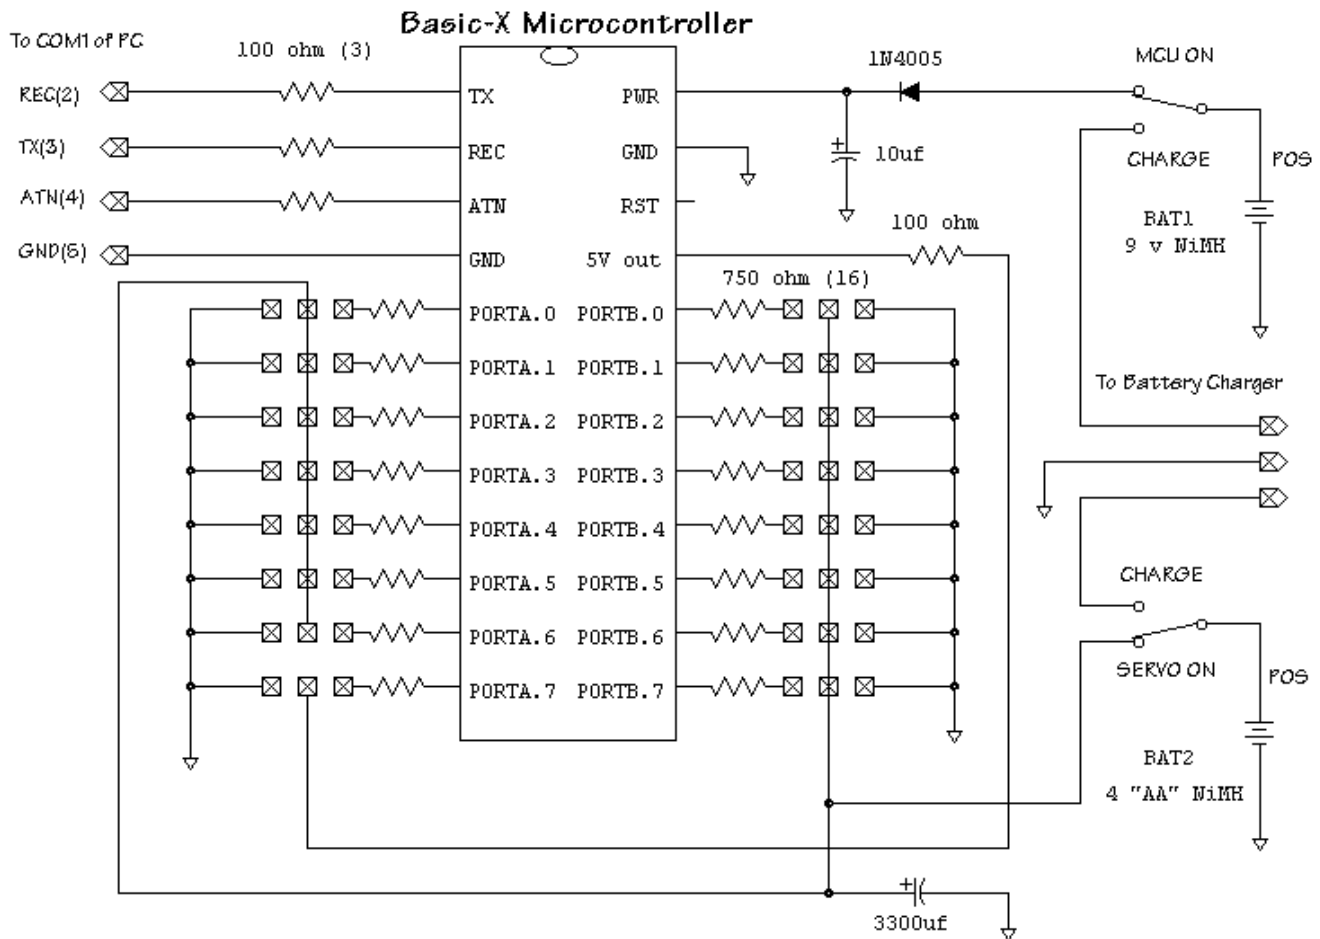 Basic-X Microcontroller
To COM1 of PC
100 ohm (3)
1N4005
MCU ON
REC(2)
TX
PWR
TX(3)
REC
GND
10uf
CHARGE
POS
ATN(4)
ATN
RST
100 ohm
BAT1
9 v NiMH
GND(5)
GND
5V out
750 ohm (16)
PORTA.0 PORTB.0
PORTA.1 PORTB.1
To Battery Charger
PORTA.2 PORTB.2
PORTA.3 PORTB.3
PORTA.4 PORTB.4
PORTA.5 PORTB.5
CHARGE
PORTA.6 PORTB.6
SERVO ON
POS
PORTA.7 PORTB.7
BAT2
4 "AA" NiMH
3300uf